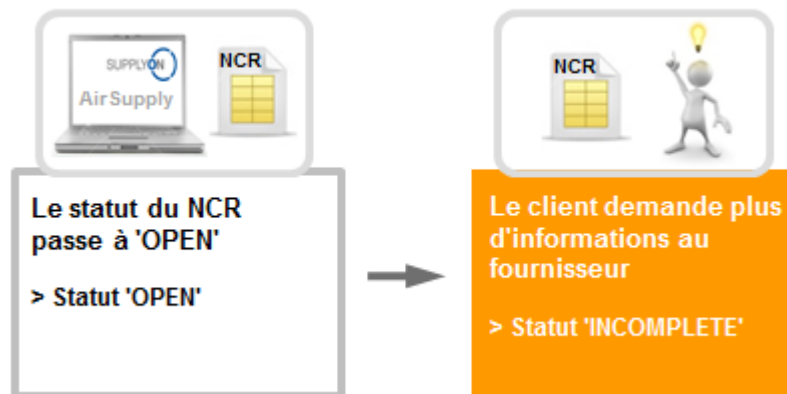 SUPPLYON
AirSupply
NCR
Le statut du NCR
passe à 'OPEN'
> Statut 'OPEN'
NCR
Le client demande plus
d'informations au
fournisseur
> Statut 'INCOMPLETE'